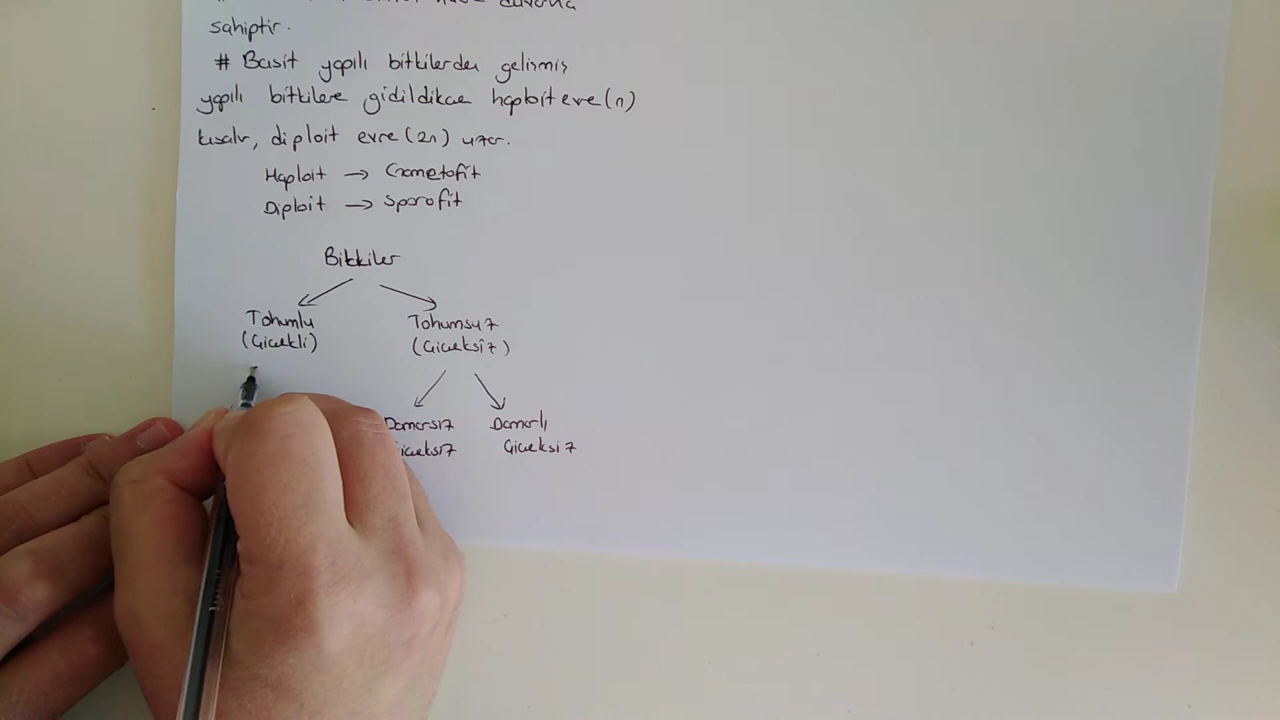 sahiptir.
# Basit yapılı bitkilerden gelişmiş
yapılı bitkilere gidildikçe haploit evre (n)
kısalır, diploit evre (2n) uzar.
Haploit → Gametofit
Diploit → Sporofit
Bitkiler
Tohumlu Tohumsuz
(Çiçekli) (Çiçeksiz)
Damarsız Damarlı
Çiçeksiz Çiçeksiz